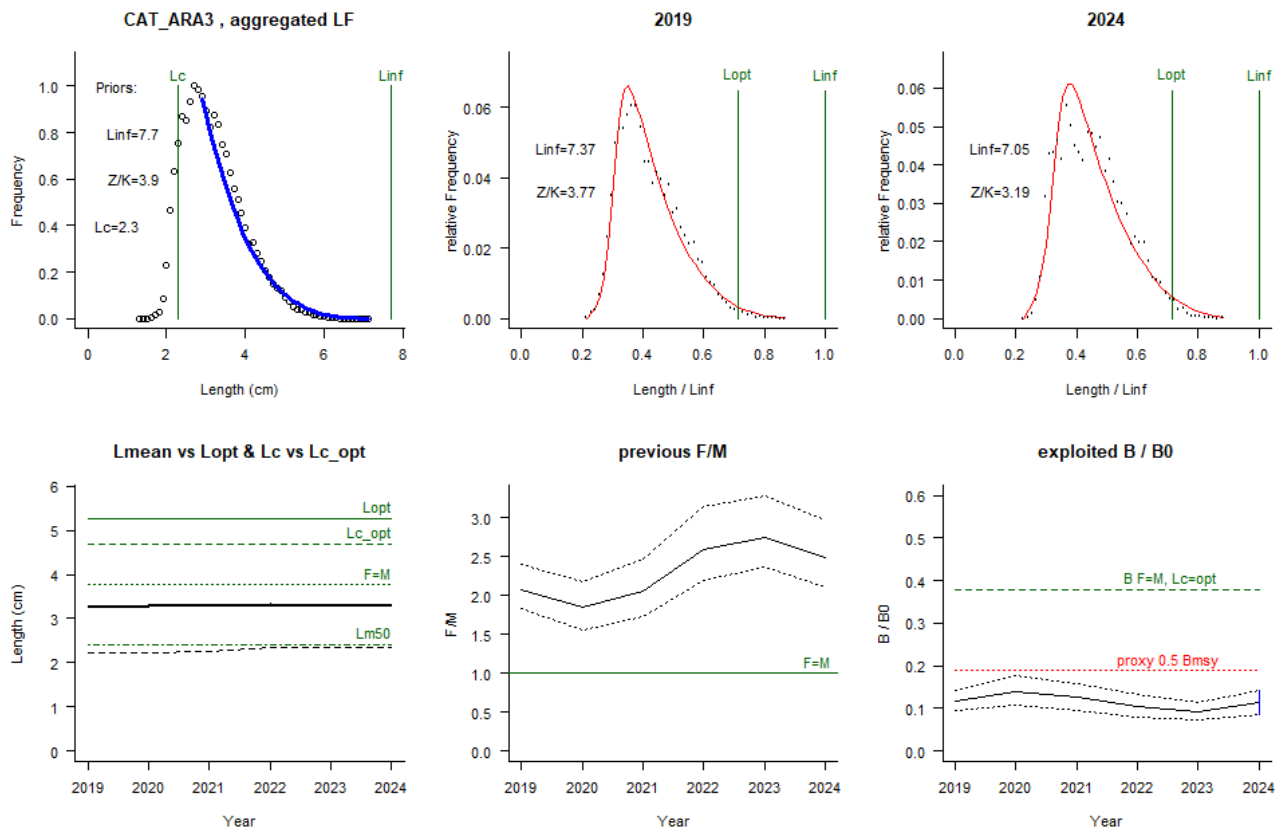 CAT_ARA3 , aggregated LF
Lc
Linf
Priors:
Linf=7.7
Z/K=3.9
Lc=2.3
Frequency
1.0
0.8
0.6
0.4
0.2
0.0
0 2 4 6 8
Length (cm)
2019
Lopt
Linf
Linf=7.37
Z/K=3.77
relative Frequency
0.06
0.04
0.02
0.00
0.0 0.2 0.4 0.6 0.8 1.0
Length / Linf
2024
Lopt
Linf
Linf=7.05
Z/K=3.19
relative Frequency
0.06
0.05
0.04
0.03
0.02
0.01
0.00
0.0 0.2 0.4 0.6 0.8 1.0
Length / Linf
Lmean vs Lopt & Lc vs Lc_opt
Lopt
Lc_opt
F=M
Lm50
Length (cm)
6
5
4
3
2
1
0
2019 2020 2021 2022 2023 2024
Year
previous F/M
F=M
F/M
3.0
2.5
2.0
1.5
1.0
0.5
0.0
2019 2020 2021 2022 2023 2024
Year
exploited B / B0
B F=M, Lc=opt
proxy 0.5 Bmsy
B / B0
0.6
0.5
0.4
0.3
0.2
0.1
0.0
2019 2020 2021 2022 2023 2024
Year